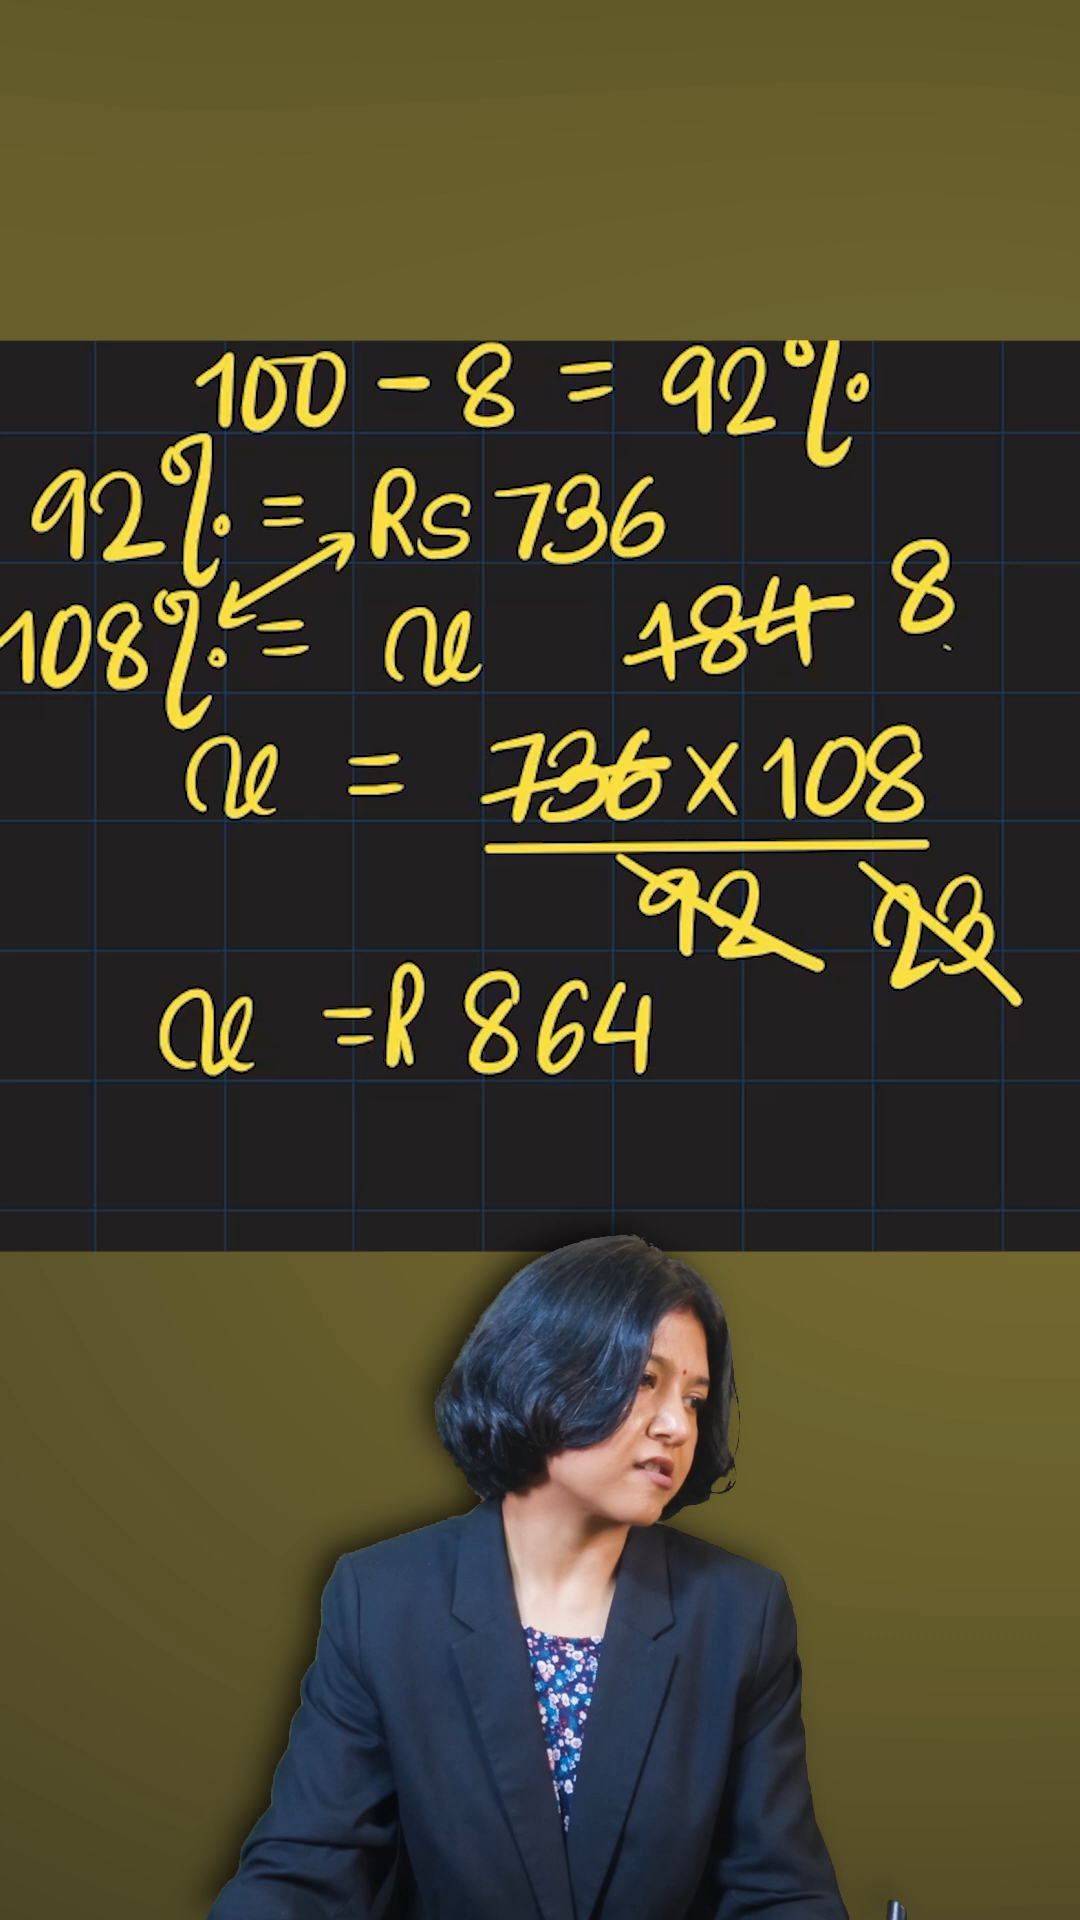 100 - 8 = 92%
92% = Rs 736
108% = x 184 8
x = 736 x 108
92 23
x = R 864